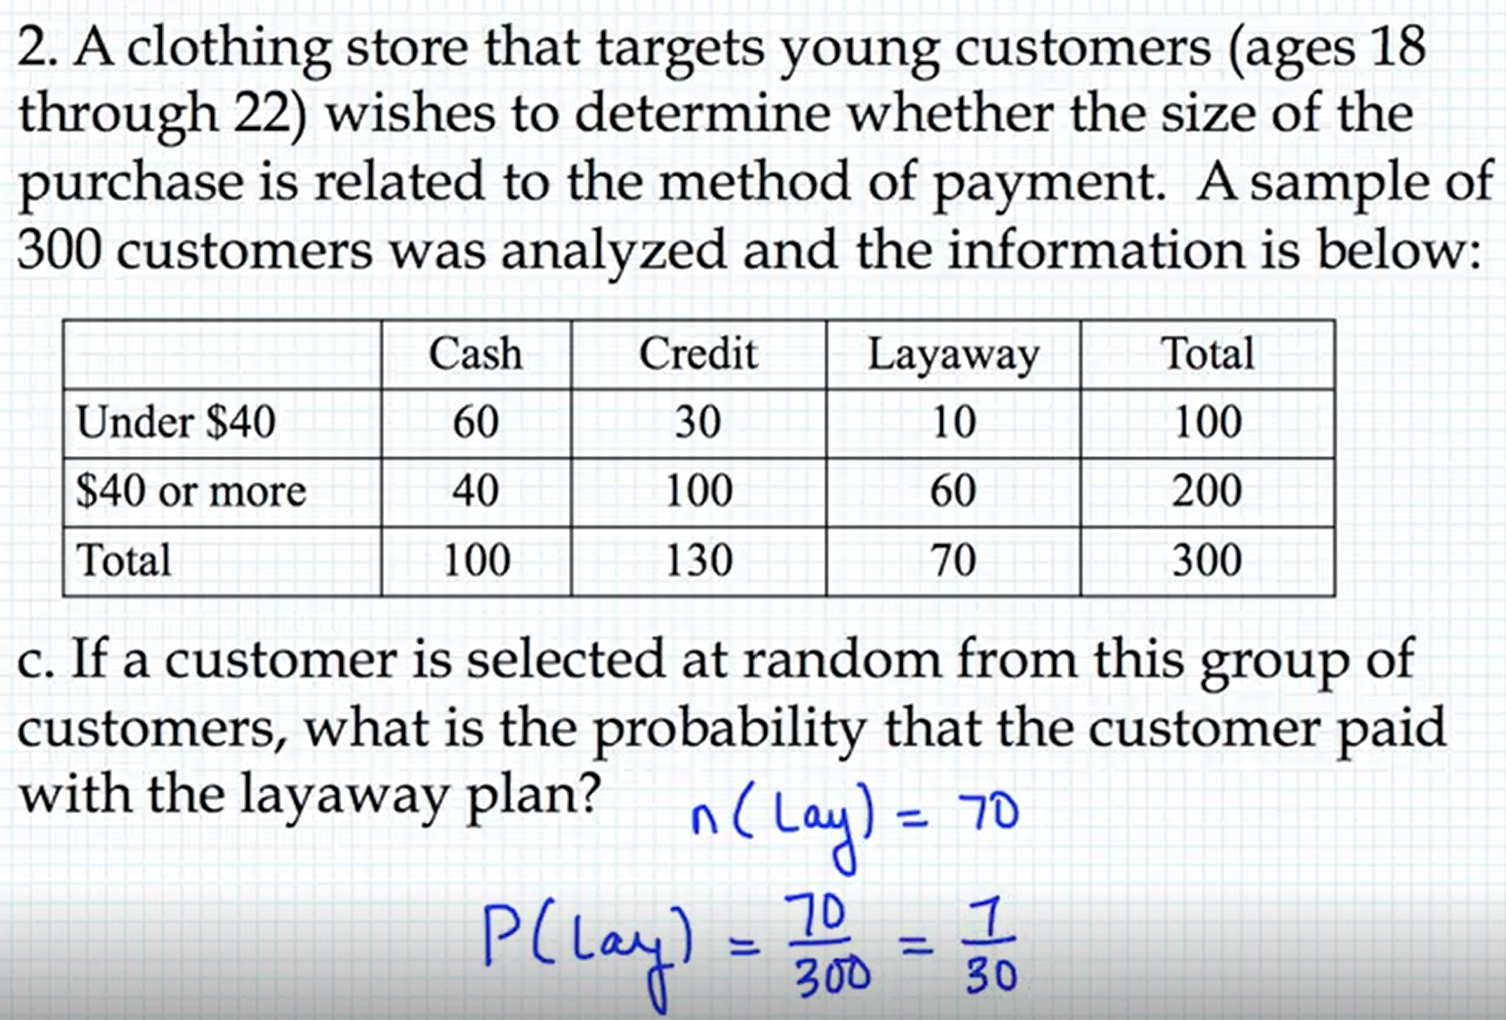 2. A clothing store that targets young customers (ages 18
through 22) wishes to determine whether the size of the
purchase is related to the method of payment. A sample of
300 customers was analyzed and the information is below:
Cash Credit Layaway Total
Under $40 60 30 10 100
$40 or more 40 100 60 200
Total 100 130 70 300
c. If a customer is selected at random from this group of
customers, what is the probability that the customer paid
with the layaway plan?
n(Lay) = 70
P(Lay) = 70/300 = 7/30